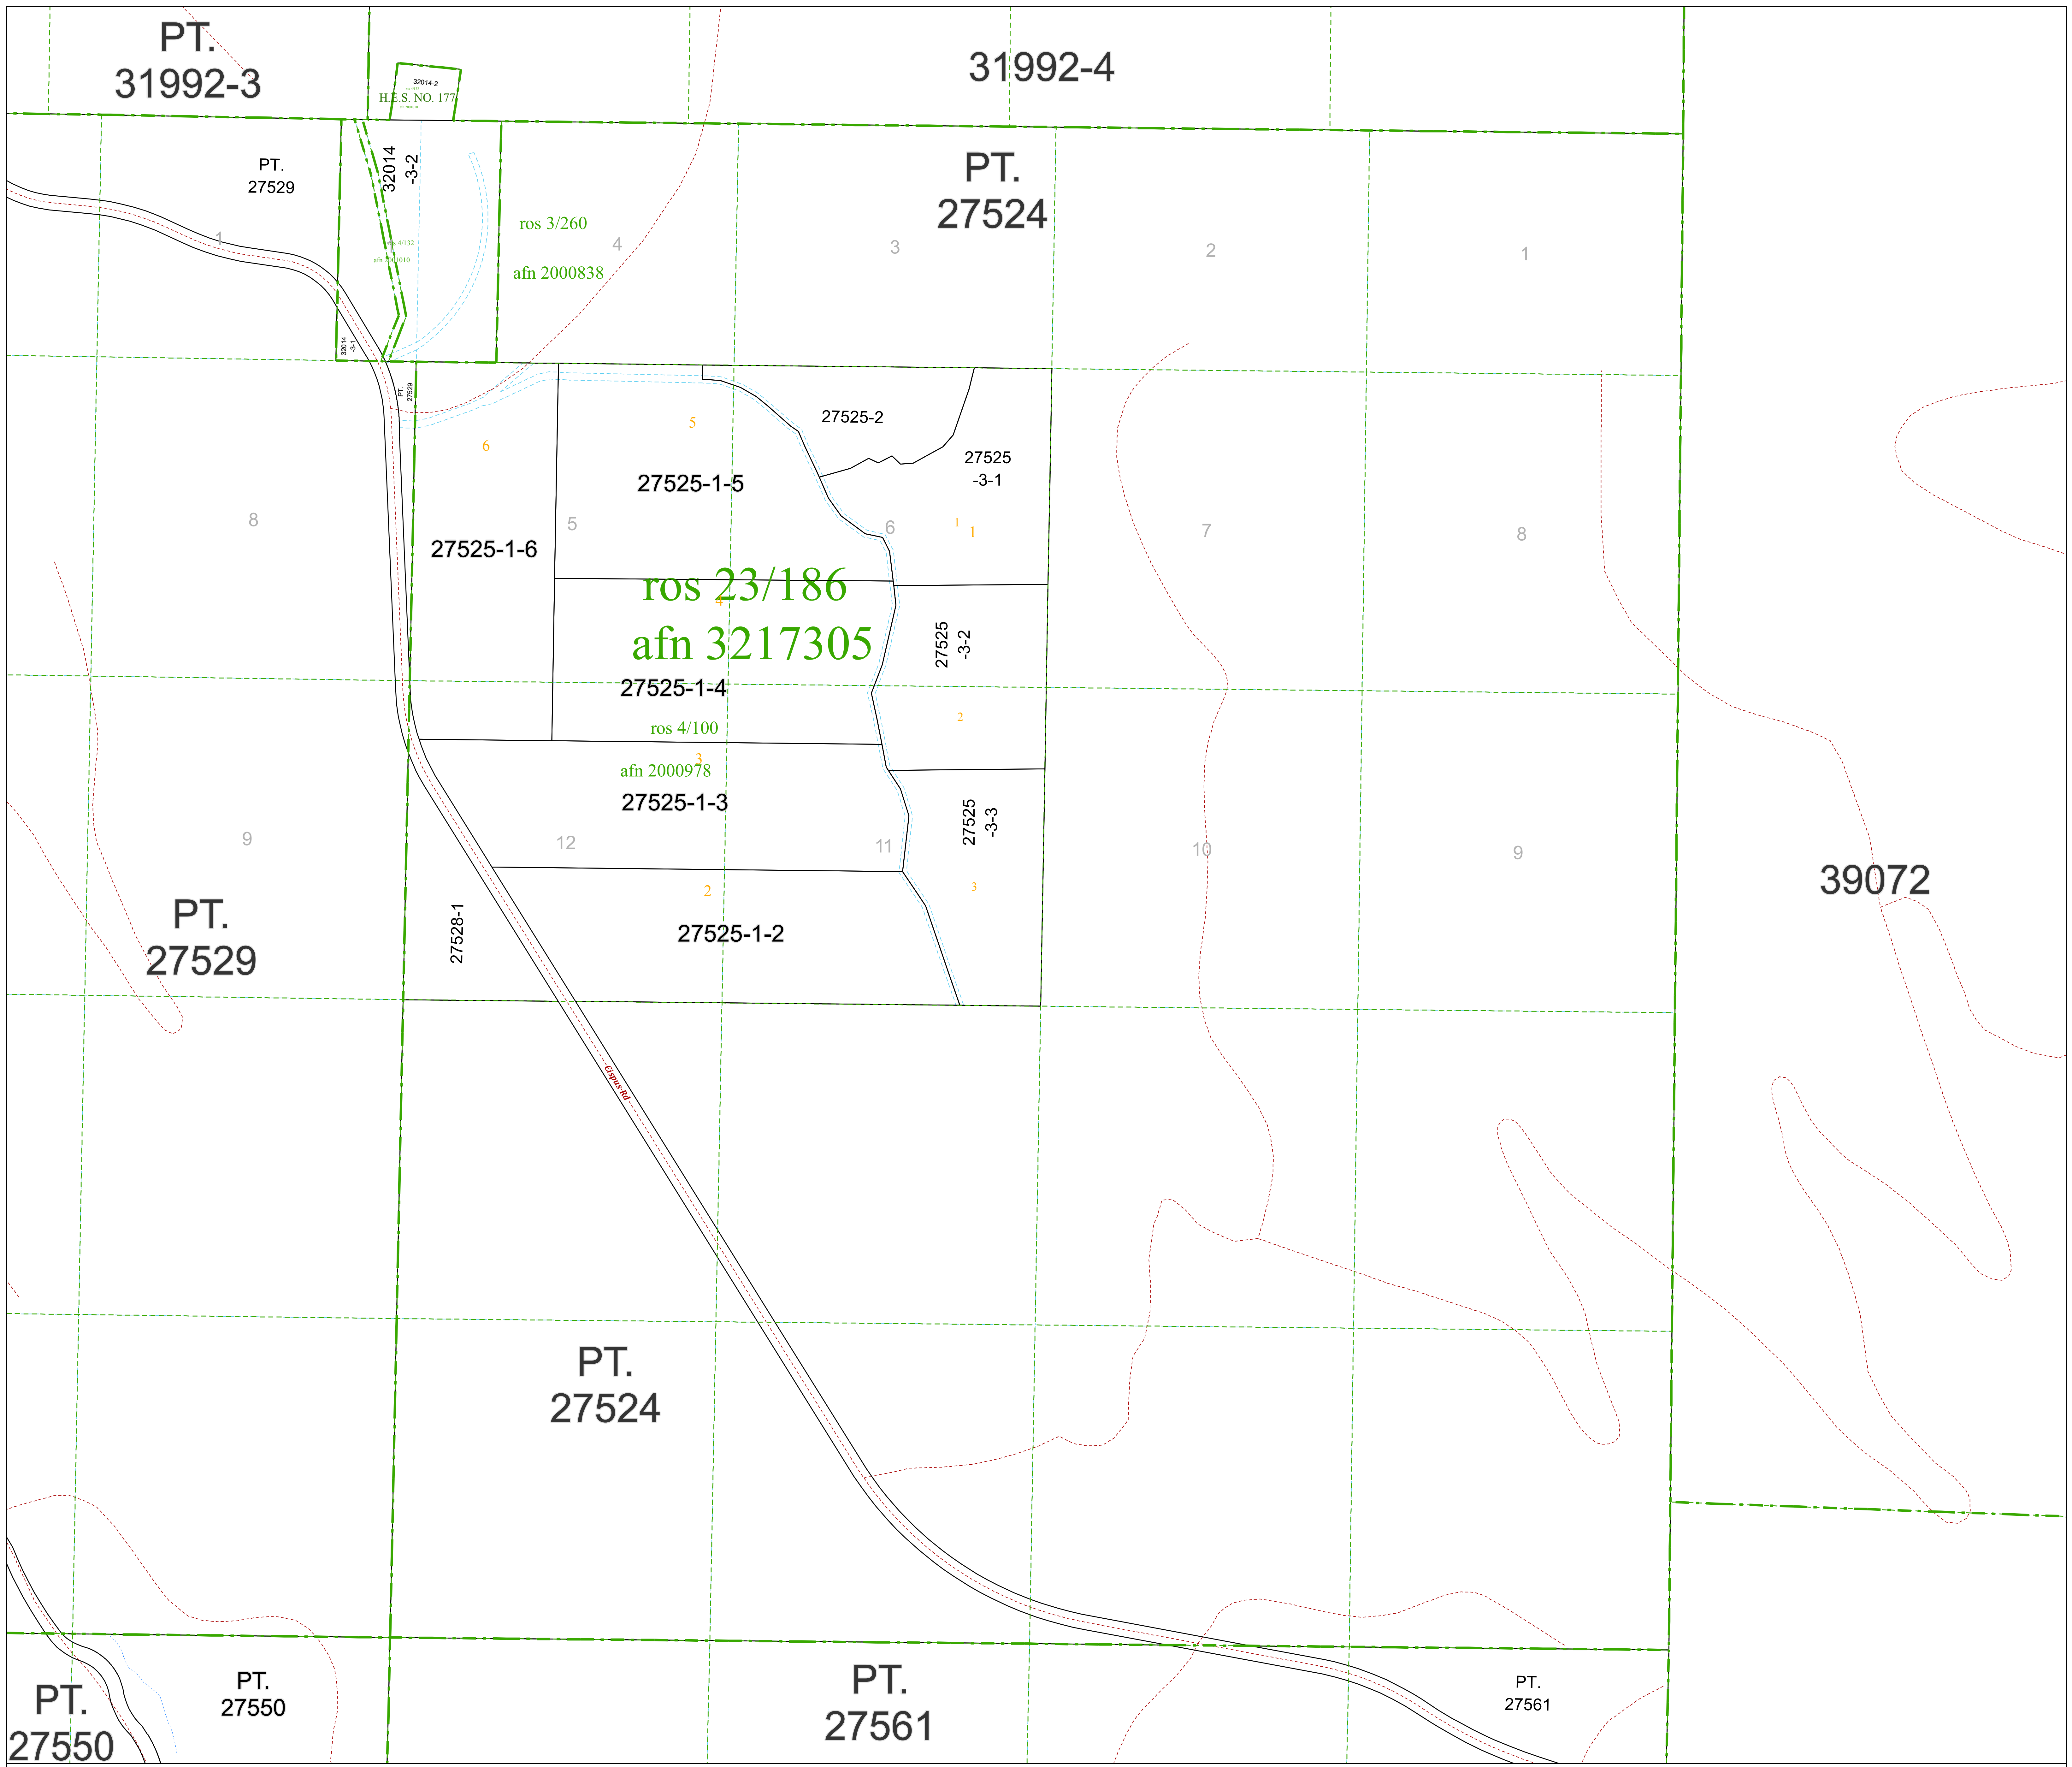 PT.
31992-3
31992-4
32014-2
H.E.S. NO. 177
PT.
27529
32014
-3-2
PT.
27524
ros 3/260
afn 2000838
1
4
3
2
1
ros 4/132
32014
-3-1
PT.
27529
27525-2
5
6
27525
-3-1
27525-1-5
8
5
6
1
1
7
8
27525-1-6
ros 23/186
4
afn 3217305
27525
-3-2
27525-1-4
2
ros 4/100
3
afn 2000978
27525-1-3
27525
-3-3
9
12
11
10
9
39072
2
3
PT.
27529
27528-1
27525-1-2
Cispus Rd
PT.
27524
PT.
27550
PT.
27550
PT.
27561
PT.
27561